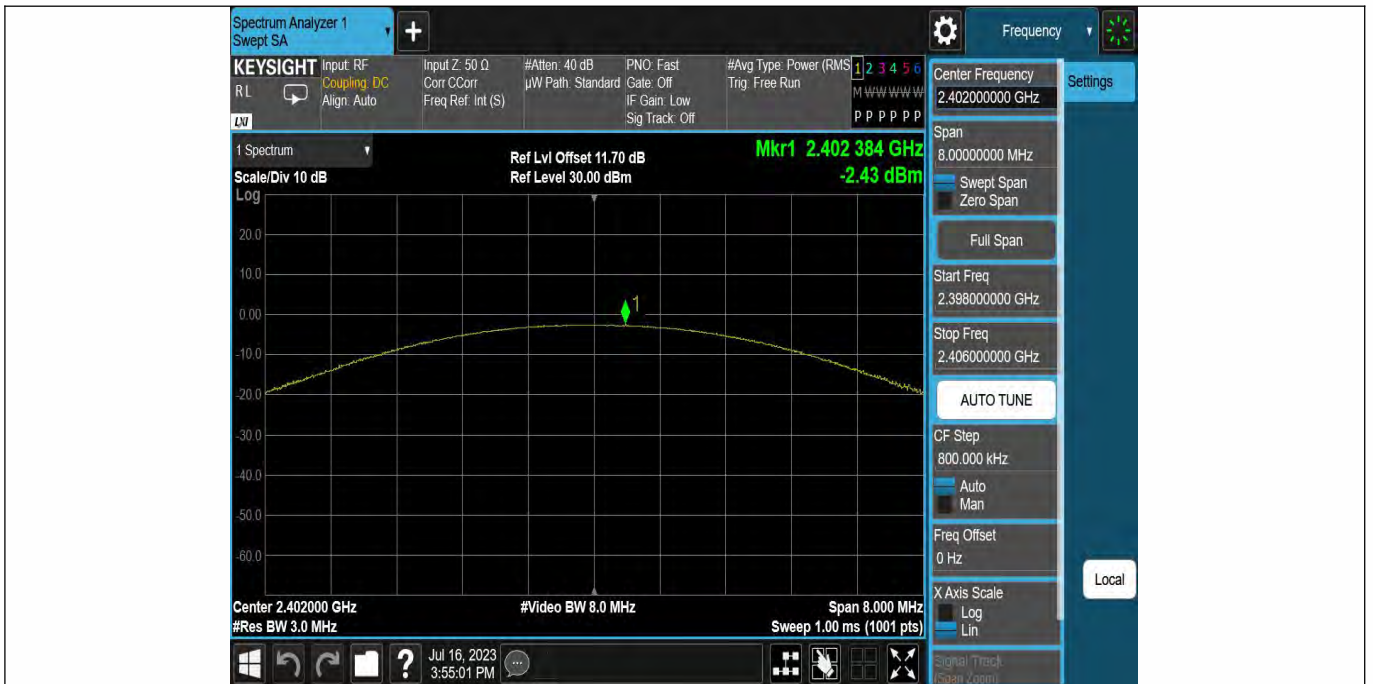 Spectrum Analyzer 1
Swept SA
+
Frequency
KEYSIGHT
RL
LXI
Input: RF
Coupling: DC
Align: Auto
Input Z: 50 Ω
Corr CCorr
Freq Ref: Int (S)
#Atten: 40 dB
µW Path: Standard
PNO: Fast
Gate: Off
IF Gain: Low
Sig Track: Off
#Avg Type: Power (RMS
Trig: Free Run
1 2 3 4 5 6
M W W W W W
P P P P P P
1 Spectrum
Scale/Div 10 dB
Log
Ref Lvl Offset 11.70 dB
Ref Level 30.00 dBm
Mkr1 2.402 384 GHz
-2.43 dBm
20.0
10.0
0.00
-10.0
-20.0
-30.0
-40.0
-50.0
-60.0
1
Center 2.402000 GHz
#Res BW 3.0 MHz
#Video BW 8.0 MHz
Span 8.000 MHz
Sweep 1.00 ms (1001 pts)
Center Frequency
2.402000000 GHz
Settings
Span
8.00000000 MHz
Swept Span
Zero Span
Full Span
Start Freq
2.398000000 GHz
Stop Freq
2.406000000 GHz
AUTO TUNE
CF Step
800.000 kHz
Auto
Man
Freq Offset
0 Hz
X Axis Scale
Log
Lin
Signal Track
(Span Zoom)
Local
?
Jul 16, 2023
3:55:01 PM